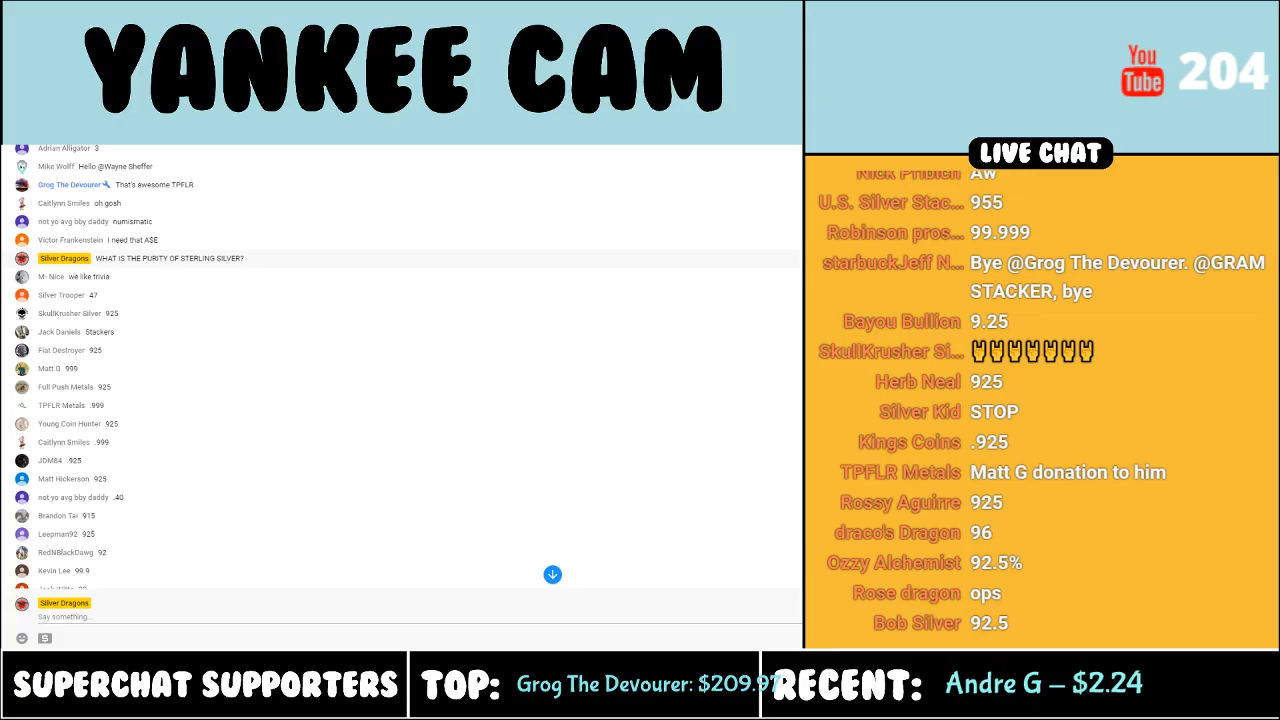 YANKEE CAM
You
Tube 204
LIVE CHAT
Adrian Alligator 3
Mike Wolff Hello @Wayne Sheffer
Grog The Devourer That's awesome TPFLR
Caitlynn Smiles oh gosh
not yo avg bby daddy numismatic
Victor Frankenstein I need that ASE
Silver Dragons WHAT IS THE PURITY OF STERLING SILVER?
M- Nice we like trivia
Silver Trooper 47
SkullKrusher Silver 925
Jack Daniels Stackers
Fiat Destroyer 925
Matt G 999
Full Push Metals 925
TPFLR Metals .999
Young Coin Hunter 925
Caitlynn Smiles .999
JDM84 .925
Matt Hickerson 925
not yo avg bby daddy .40
Brandon Tai 915
Leepman92 925
RedNBlackDawg 92
Kevin Lee 99.9
Silver Dragons
Say something...
Nick Pribich Aw
U.S. Silver Stac... 955
Robinson pros... 99.999
starbuckJeff N... Bye @Grog The Devourer. @GRAM
STACKER, bye
Bayou Bullion 9.25
SkullKrusher Si... 🤘🤘🤘🤘🤘🤘🤘
Herb Neal 925
Silver Kid STOP
Kings Coins .925
TPFLR Metals Matt G donation to him
Rossy Aguirre 925
draco's Dragon 96
Ozzy Alchemist 92.5%
Rose dragon ops
Bob Silver 92.5
SUPERCHAT SUPPORTERS
TOP: Grog The Devourer: $209.97
RECENT: Andre G – $2.24